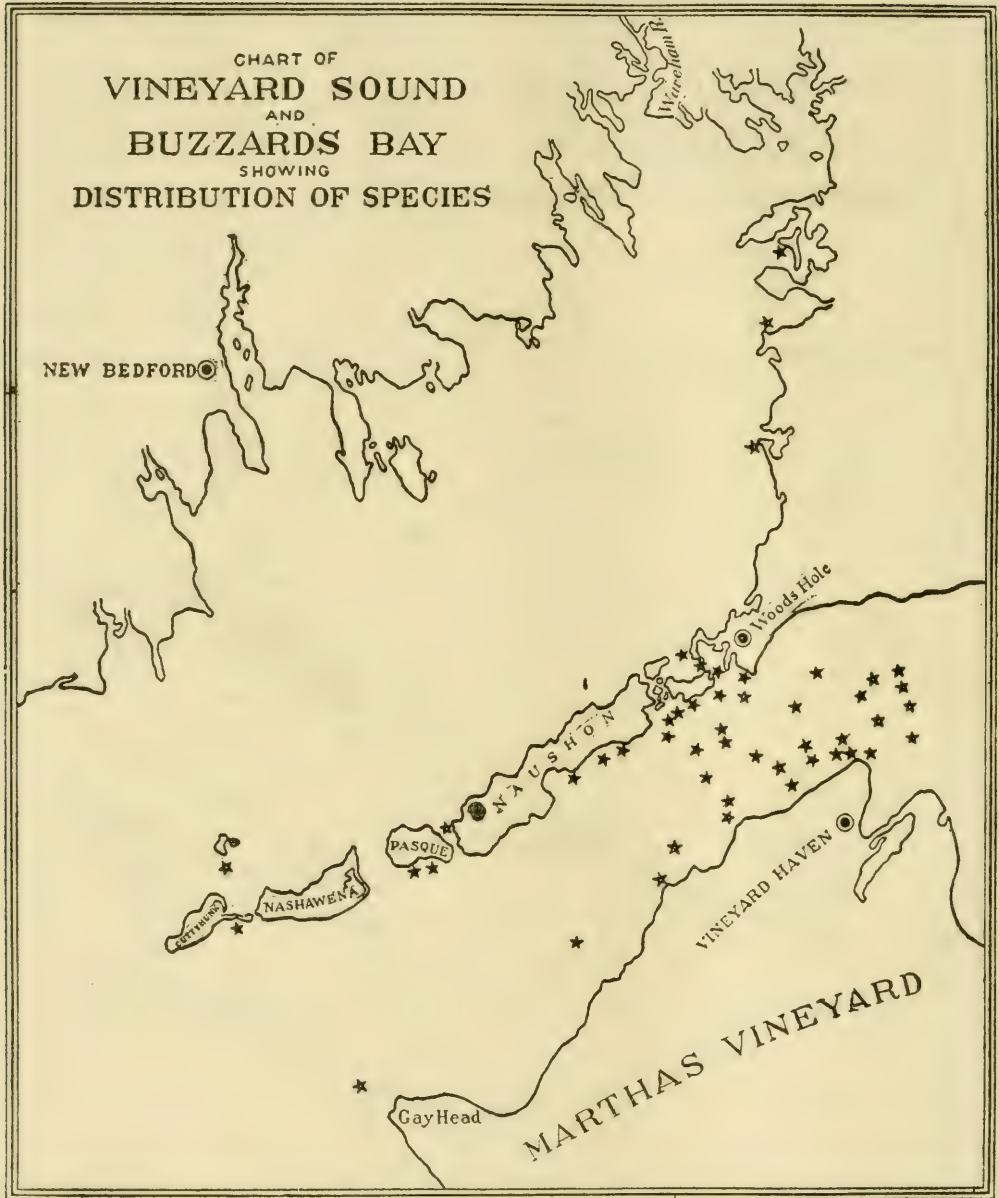 CHART OF
VINEYARD SOUND
AND
BUZZARDS BAY
SHOWING
DISTRIBUTION OF SPECIES
Wareham R.
NEW BEDFORD
Woods Hole
NAUSHON
PASQUE
NASHAWENA
CUTTYHUNK
VINEYARD HAVEN
MARTHAS VINEYARD
Gay Head